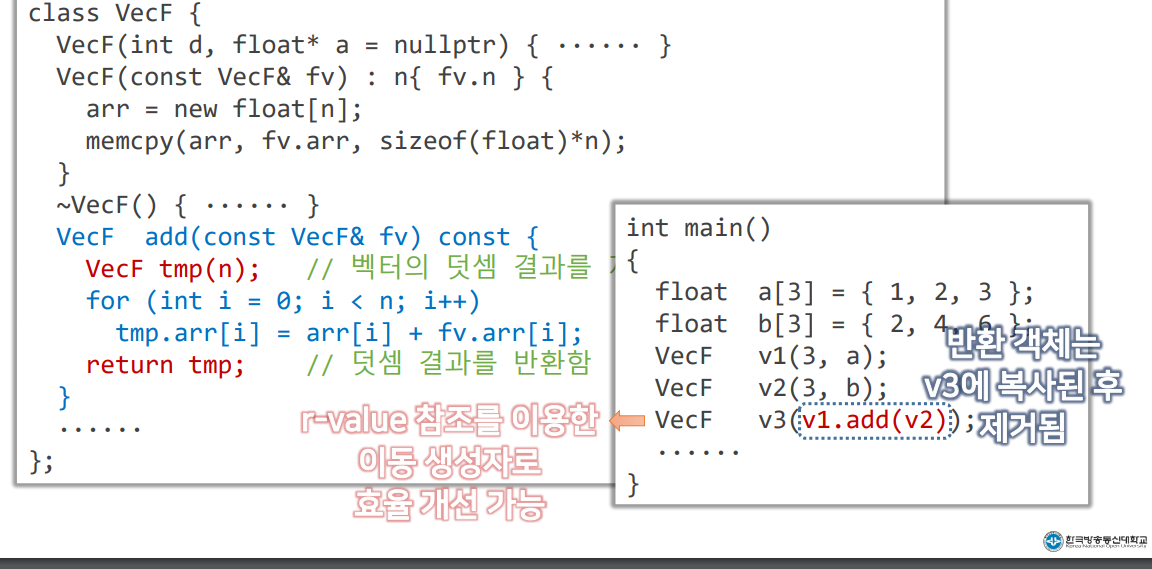 class VecF {
  VecF(int d, float* a = nullptr) { ······ }
  VecF(const VecF& fv) : n{ fv.n } {
    arr = new float[n];
    memcpy(arr, fv.arr, sizeof(float)*n);
  }
  ~VecF() { ······ }
  VecF  add(const VecF& fv) const {
    VecF tmp(n);   // 벡터의 덧셈 결과를
    for (int i = 0; i < n; i++)
      tmp.arr[i] = arr[i] + fv.arr[i];
    return tmp;    // 덧셈 결과를 반환함
  }
  ······
};
r-value 참조를 이용한
이동 생성자로
효율 개선 가능
int main()
{
  float  a[3] = { 1, 2, 3 };
  float  b[3] = { 2, 4, 6 };
  VecF   v1(3, a);
  VecF   v2(3, b);
  VecF   v3(v1.add(v2));
  ······
}
반환 객체는
v3에 복사된 후
제거됨
한국방송통신대학교
Korea National Open University